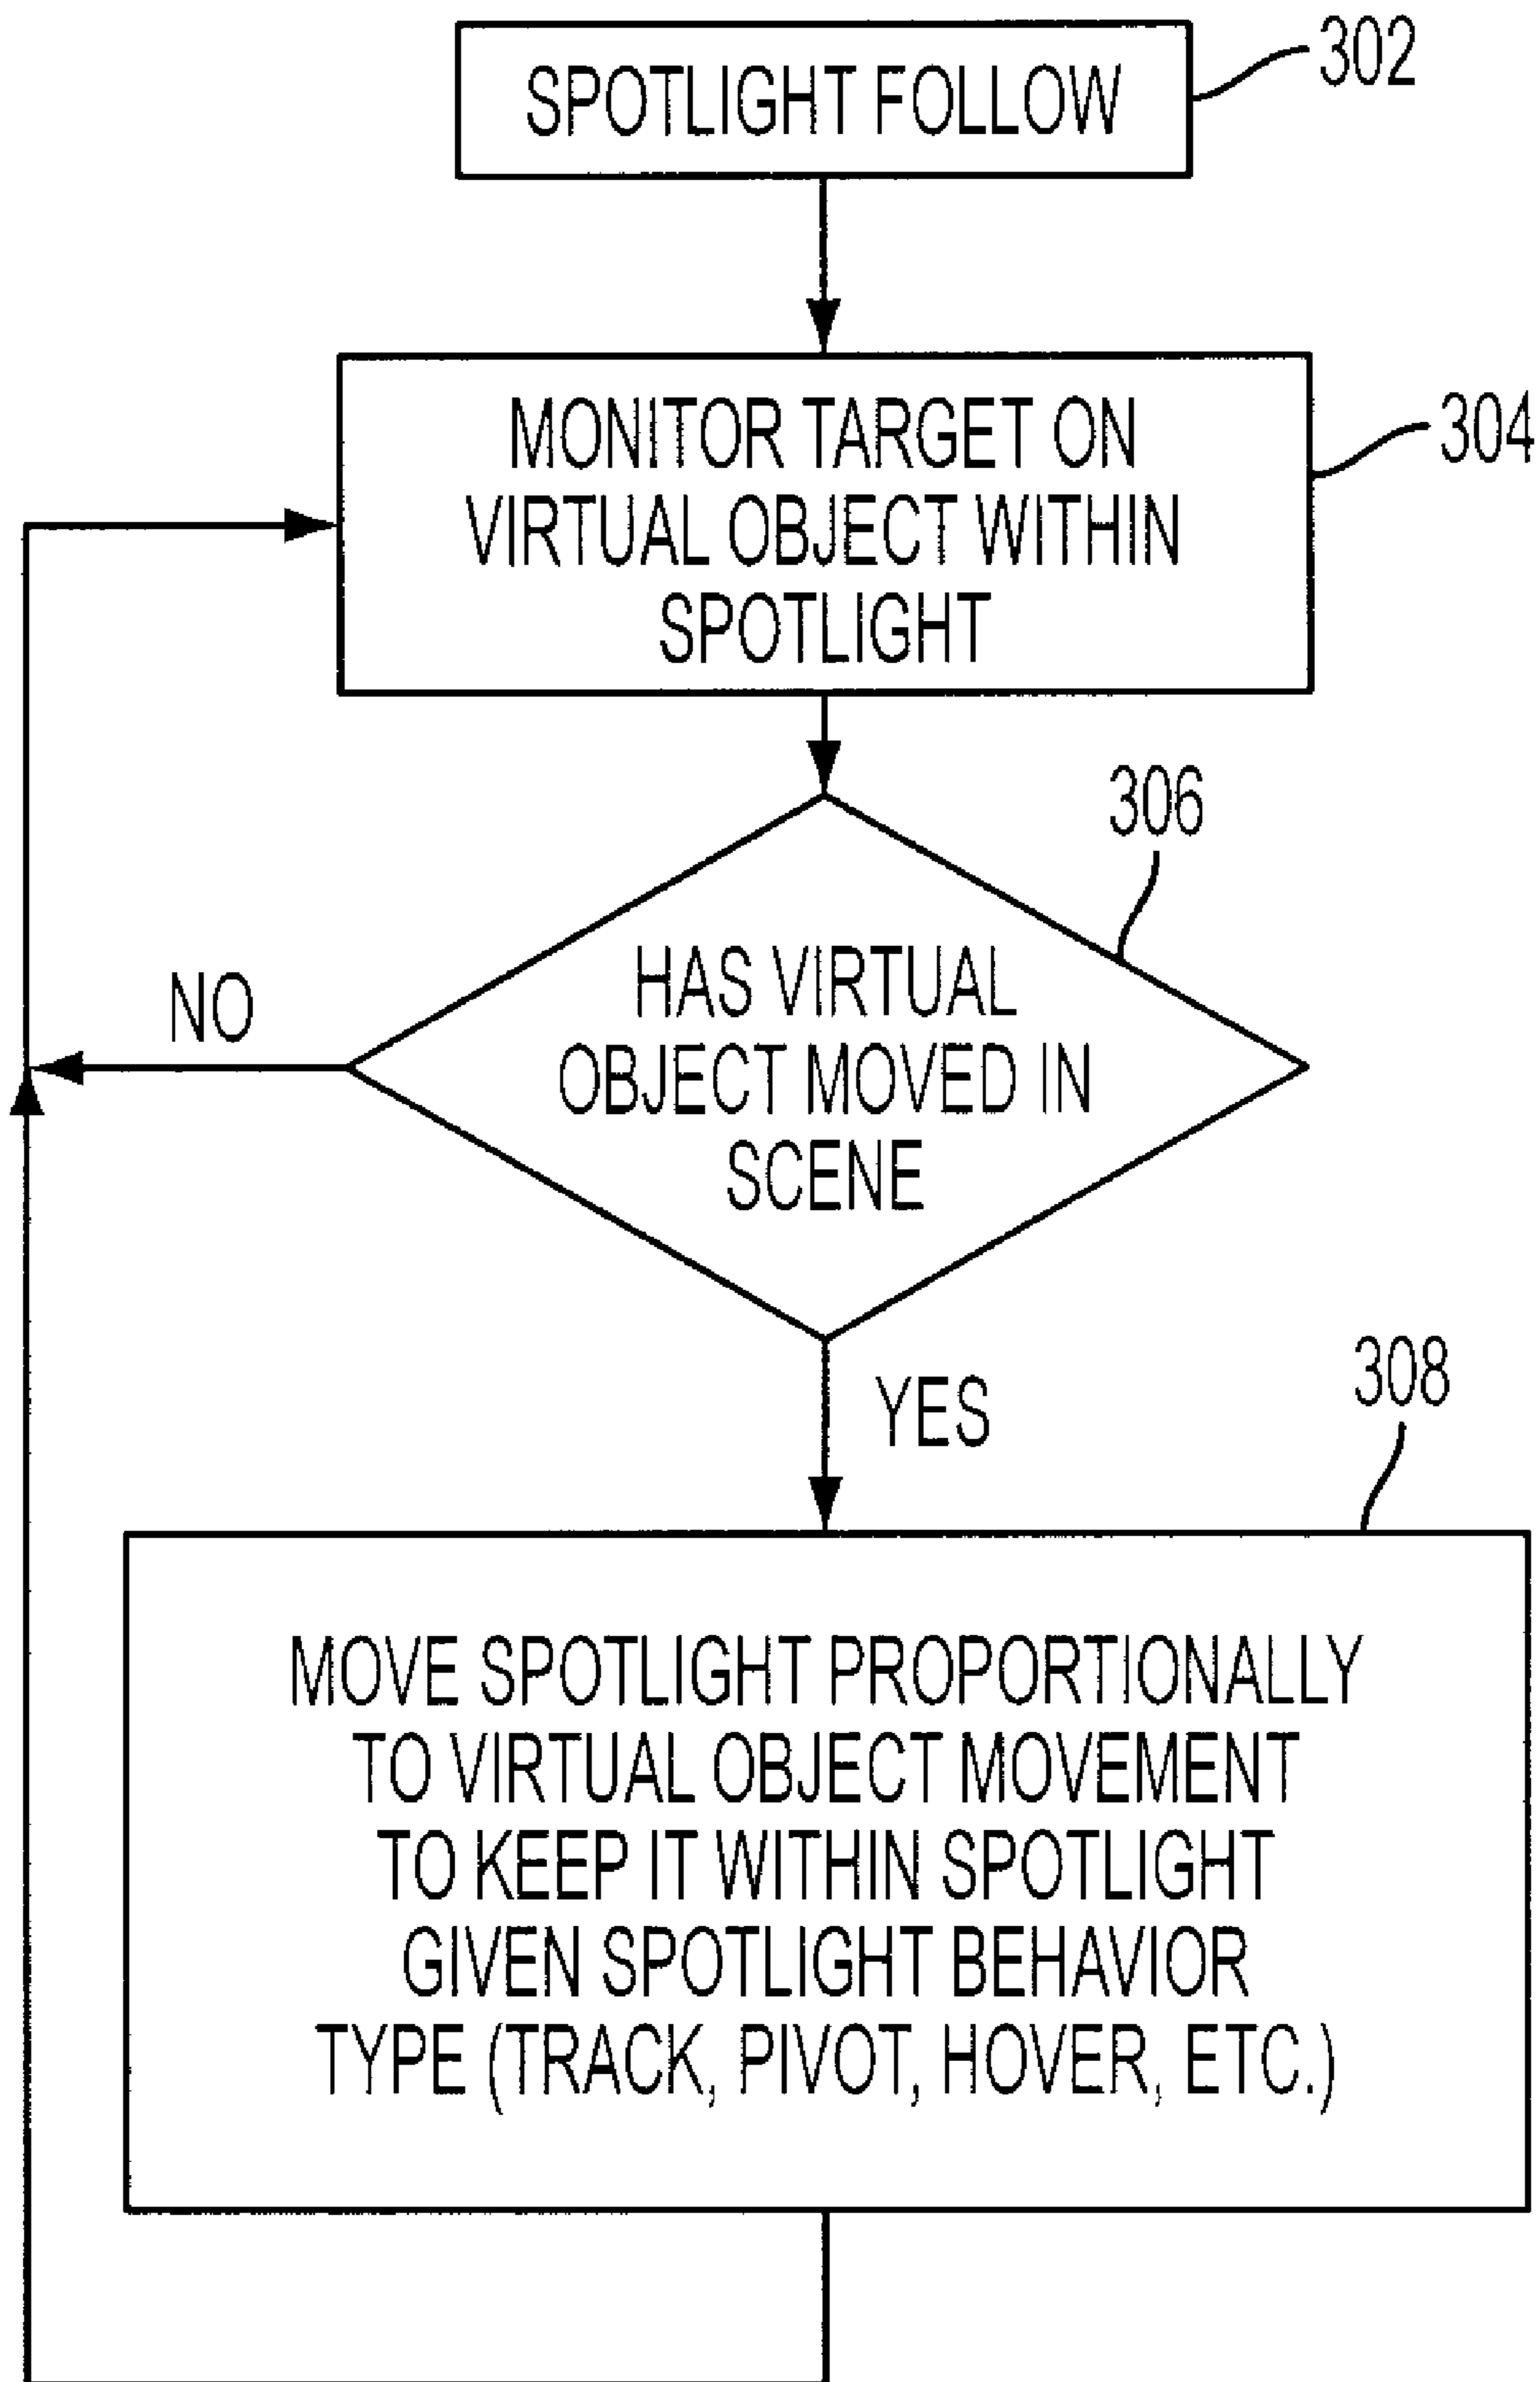 302
SPOTLIGHT FOLLOW
304
MONITOR TARGET ON
VIRTUAL OBJECT WITHIN
SPOTLIGHT
306
HAS VIRTUAL
OBJECT MOVED IN
SCENE
NO
YES
308
MOVE SPOTLIGHT PROPORTIONALLY
TO VIRTUAL OBJECT MOVEMENT
TO KEEP IT WITHIN SPOTLIGHT
GIVEN SPOTLIGHT BEHAVIOR
TYPE (TRACK, PIVOT, HOVER, ETC.)